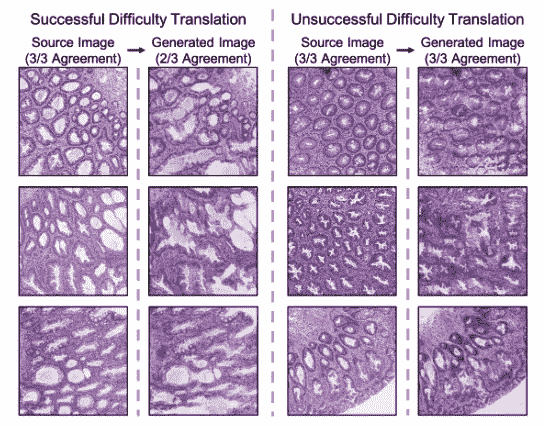 Successful Difficulty Translation
Source Image
(3/3 Agreement)
Generated Image
(2/3 Agreement)
Unsuccessful Difficulty Translation
Source Image
(3/3 Agreement)
Generated Image
(3/3 Agreement)